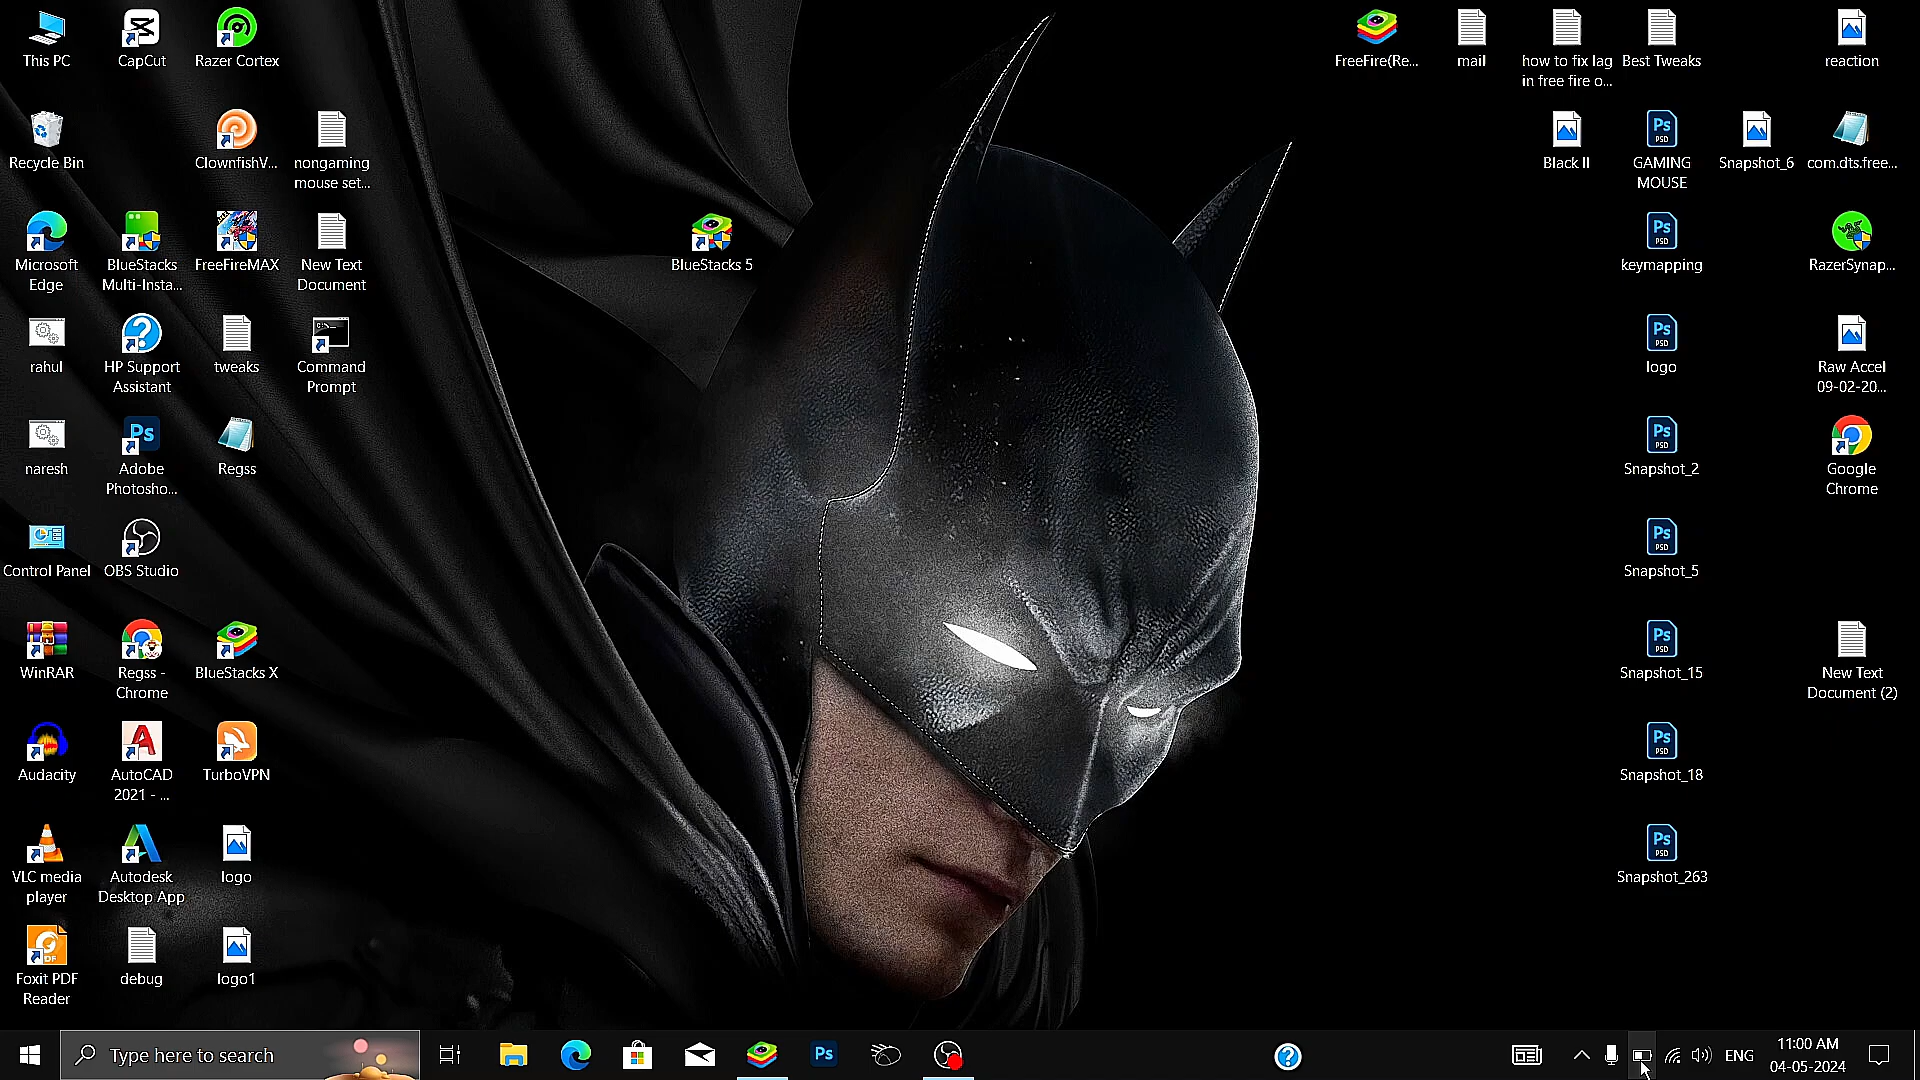 This PC
CapCut
Razer Cortex
FreeFire(Re...
mail
how to fix lag
in free fire o...
Best Tweaks
reaction
Recycle Bin
ClownfishV...
nongaming
mouse set...
Black II
GAMING
MOUSE
Snapshot_6
com.dts.free...
Microsoft
Edge
BlueStacks
Multi-Insta...
FreeFireMAX
New Text
Document
BlueStacks 5
keymapping
RazerSynap...
rahul
HP Support
Assistant
tweaks
Command
Prompt
logo
Raw Accel
09-02-20...
naresh
Adobe
Photosho...
Regss
Snapshot_2
Google
Chrome
Control Panel
OBS Studio
Snapshot_5
WinRAR
Regss -
Chrome
BlueStacks X
Snapshot_15
New Text
Document (2)
Audacity
AutoCAD
2021 - ...
TurboVPN
Snapshot_18
VLC media
player
Autodesk
Desktop App
logo
Snapshot_263
Foxit PDF
Reader
debug
logo1
Type here to search
ENG
11:00 AM
04-05-2024